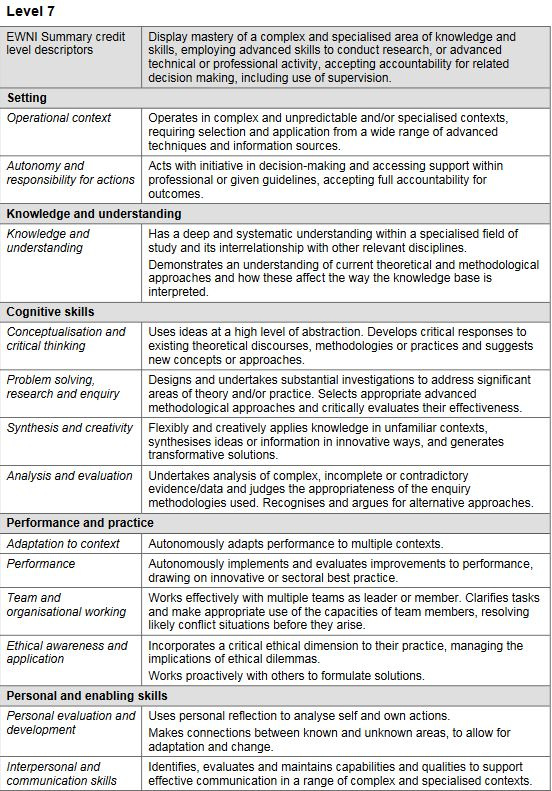 Level 7
EWNI Summary credit
level descriptors
Display mastery of a complex and specialised area of knowledge and
skills, employing advanced skills to conduct research, or advanced
technical or professional activity, accepting accountability for related
decision making, including use of supervision.
Setting
Operational context
Operates in complex and unpredictable and/or specialised contexts,
requiring selection and application from a wide range of advanced
techniques and information sources.
Autonomy and
responsibility for actions
Acts with initiative in decision-making and accessing support within
professional or given guidelines, accepting full accountability for
outcomes.
Knowledge and understanding
Knowledge and
understanding
Has a deep and systematic understanding within a specialised field of
study and its interrelationship with other relevant disciplines.
Demonstrates an understanding of current theoretical and methodological
approaches and how these affect the way the knowledge base is
interpreted.
Cognitive skills
Conceptualisation and
critical thinking
Uses ideas at a high level of abstraction. Develops critical responses to
existing theoretical discourses, methodologies or practices and suggests
new concepts or approaches.
Problem solving,
research and enquiry
Designs and undertakes substantial investigations to address significant
areas of theory and/or practice. Selects appropriate advanced
methodological approaches and critically evaluates their effectiveness.
Synthesis and creativity
Flexibly and creatively applies knowledge in unfamiliar contexts,
synthesises ideas or information in innovative ways, and generates
transformative solutions.
Analysis and evaluation
Undertakes analysis of complex, incomplete or contradictory
evidence/data and judges the appropriateness of the enquiry
methodologies used. Recognises and argues for alternative approaches.
Performance and practice
Adaptation to context
Autonomously adapts performance to multiple contexts.
Performance
Autonomously implements and evaluates improvements to performance,
drawing on innovative or sectoral best practice.
Team and
organisational working
Works effectively with multiple teams as leader or member. Clarifies tasks
and make appropriate use of the capacities of team members, resolving
likely conflict situations before they arise.
Ethical awareness and
application
Incorporates a critical ethical dimension to their practice, managing the
implications of ethical dilemmas.
Works proactively with others to formulate solutions.
Personal and enabling skills
Personal evaluation and
development
Uses personal reflection to analyse self and own actions.
Makes connections between known and unknown areas, to allow for
adaptation and change.
Interpersonal and
communication skills
Identifies, evaluates and maintains capabilities and qualities to support
effective communication in a range of complex and specialised contexts.